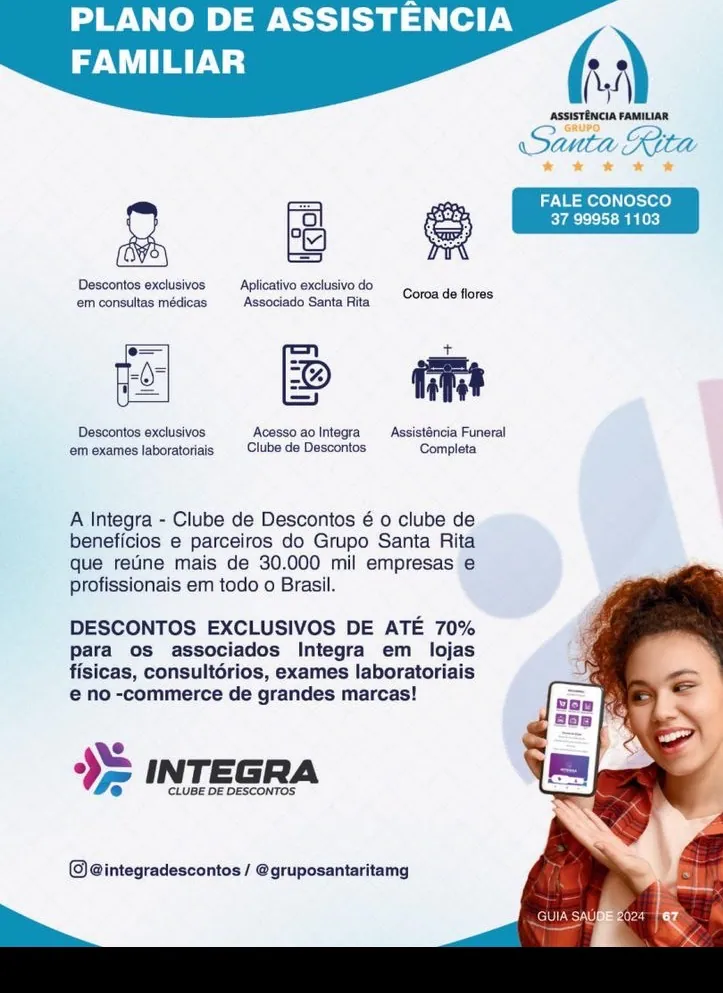 PLANO DE ASSISTÊNCIA
FAMILIAR
ASSISTÊNCIA FAMILIAR
GRUPO
Santa Rita
FALE CONOSCO
37 99958 1103
Descontos exclusivos
em consultas médicas
Aplicativo exclusivo do
Associado Santa Rita
Coroa de flores
Descontos exclusivos
em exames laboratoriais
Acesso ao Integra
Clube de Descontos
Assistência Funeral
Completa
A Integra - Clube de Descontos é o clube de
benefícios e parceiros do Grupo Santa Rita
que reúne mais de 30.000 mil empresas e
profissionais em todo o Brasil.
DESCONTOS EXCLUSIVOS DE ATÉ 70%
para os associados Integra em lojas
físicas, consultórios, exames laboratoriais
e no -commerce de grandes marcas!
INTEGRA
CLUBE DE DESCONTOS
@integradescontos / @gruposantaritamg
GUIA SAÚDE 2024 67